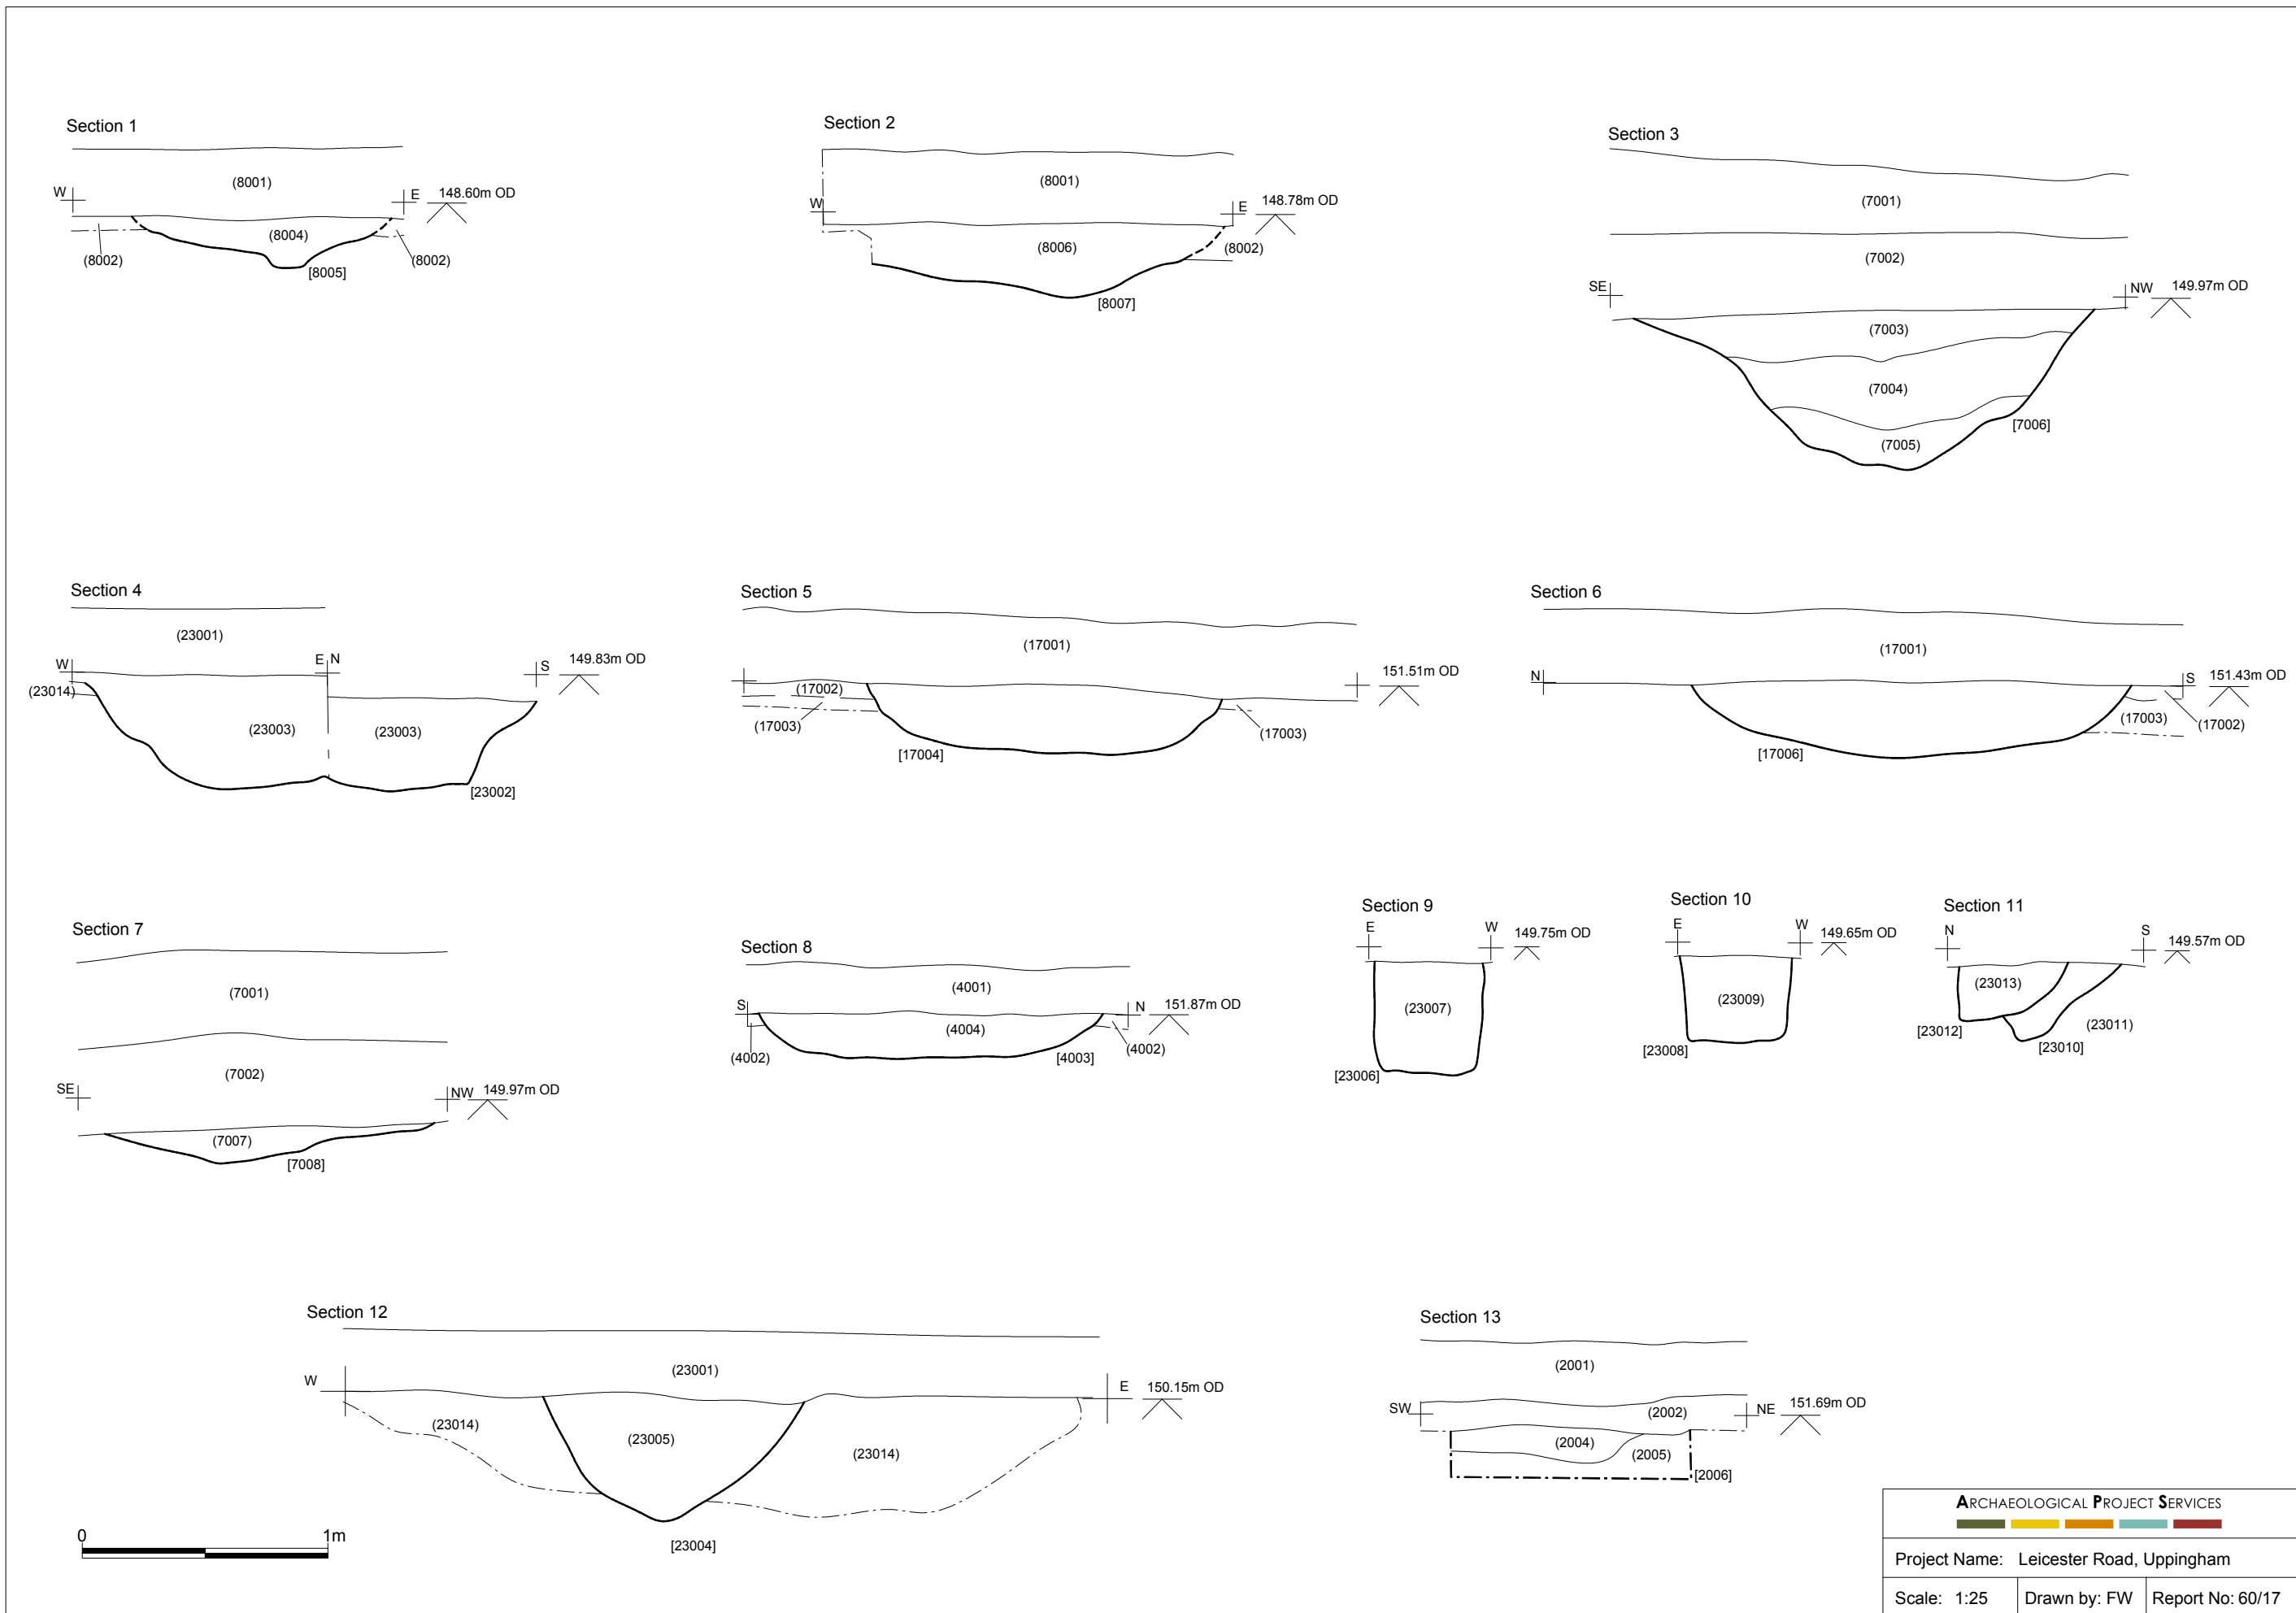 Section 1
(8001)
W
E
148.60m OD
(8004)
(8002)
(8002)
[8005]
Section 2
(8001)
W
E
148.78m OD
(8006)
(8002)
[8007]
Section 3
(7001)
(7002)
SE
NW
149.97m OD
(7003)
(7004)
[7006]
(7005)
Section 4
(23001)
W
E
N
S
149.83m OD
(23014)
(23003)
(23003)
[23002]
Section 5
(17001)
151.51m OD
(17002)
(17003)
(17003)
[17004]
Section 6
(17001)
N
S
151.43m OD
(17003)
(17002)
[17006]
Section 7
(7001)
(7002)
SE
NW
149.97m OD
(7007)
[7008]
Section 8
(4001)
S
N
151.87m OD
(4004)
(4002)
[4003]
(4002)
Section 9
E
W
149.75m OD
(23007)
[23006]
Section 10
E
W
149.65m OD
(23009)
[23008]
Section 11
N
S
149.57m OD
(23013)
[23012]
(23011)
[23010]
Section 12
(23001)
W
E
150.15m OD
(23014)
(23005)
(23014)
[23004]
Section 13
(2001)
SW
(2002)
NE
151.69m OD
(2004)
(2005)
[2006]
0 1m
ARCHAEOLOGICAL PROJECT SERVICES
Project Name: Leicester Road, Uppingham
Scale: 1:25 Drawn by: FW Report No: 60/17